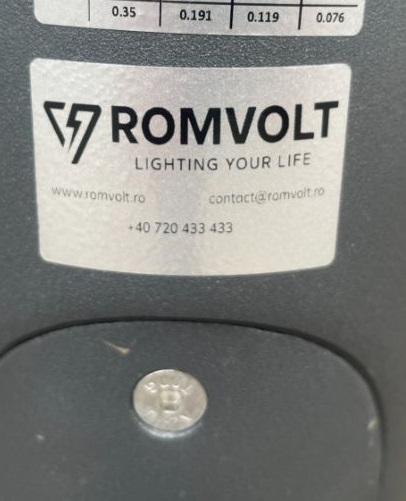 0.35 0.191 0.119 0.076
ROMVOLT
LIGHTING YOUR LIFE
www.romvolt.ro contact@romvolt.ro
+40 720 433 433